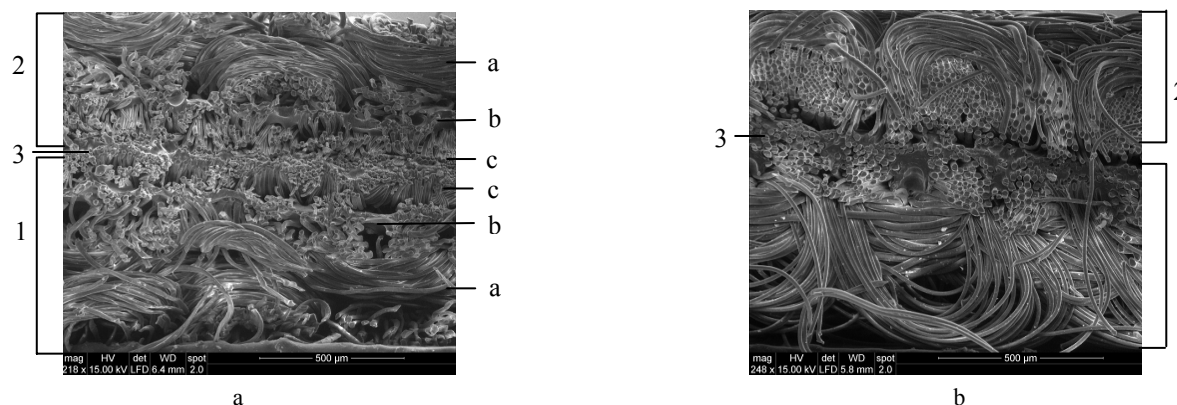 2
a
b
3
c
c
1
b
a
mag HV det WD spot
218 x 15.00 kV LFD 6.4 mm 2.0
500 µm
a
3
mag HV det WD spot
248 x 15.00 kV LFD 5.8 mm 2.0
500 µm
b